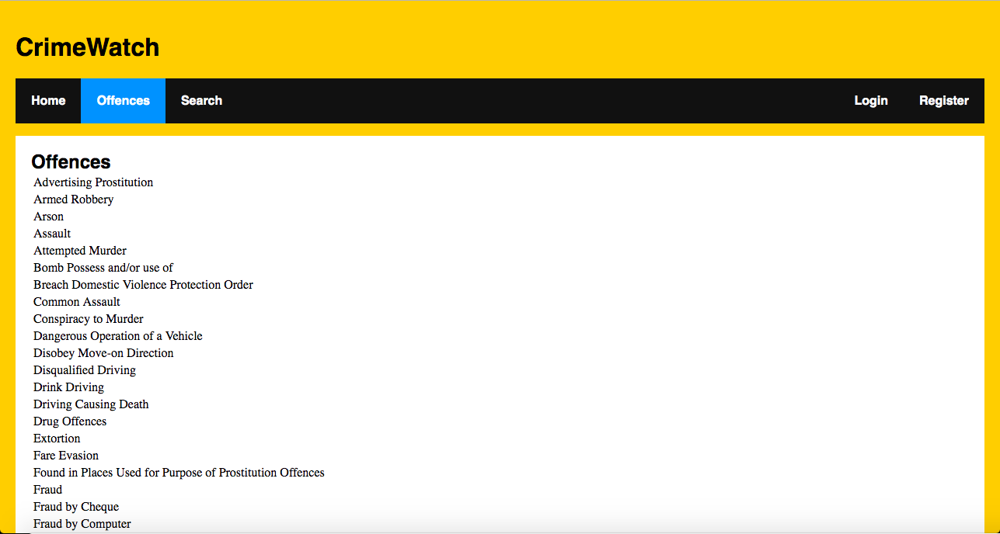 CrimeWatch
Home Offences Search Login Register
Offences
Advertising Prostitution
Armed Robbery
Arson
Assault
Attempted Murder
Bomb Possess and/or use of
Breach Domestic Violence Protection Order
Common Assault
Conspiracy to Murder
Dangerous Operation of a Vehicle
Disobey Move-on Direction
Disqualified Driving
Drink Driving
Driving Causing Death
Drug Offences
Extortion
Fare Evasion
Found in Places Used for Purpose of Prostitution Offences
Fraud
Fraud by Cheque
Fraud by Computer